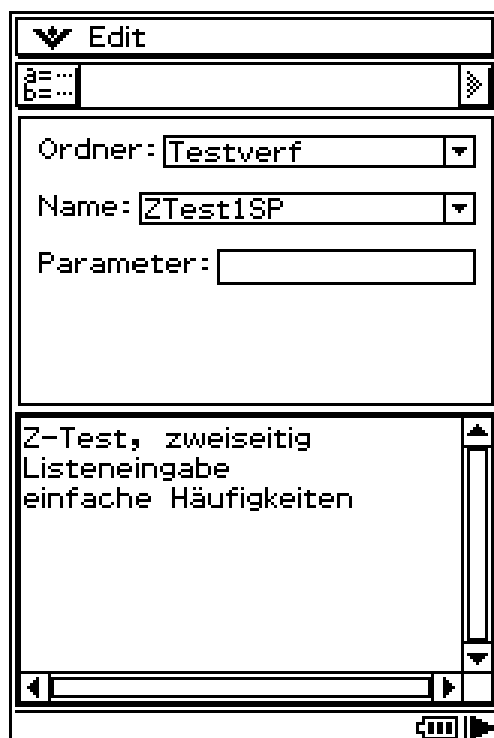 Edit
a=...
b=...
Ordner: Testverf
Name: ZTest1SP
Parameter:
Z-Test, zweiseitig
Listeneingabe
einfache Häufigkeiten